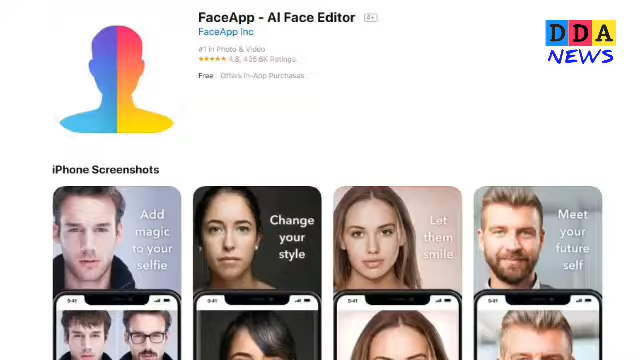 FaceApp - AI Face Editor 4+
FaceApp Inc
#1 in Photo & Video
★★★★★ 4.8, 435.6K Ratings
Free · Offers In-App Purchases
DDA
NEWS
iPhone Screenshots
Add
magic
to your
selfie
Change
your
style
Let
them
smile
Meet
your
future
self
9:41
9:41
9:41
9:41